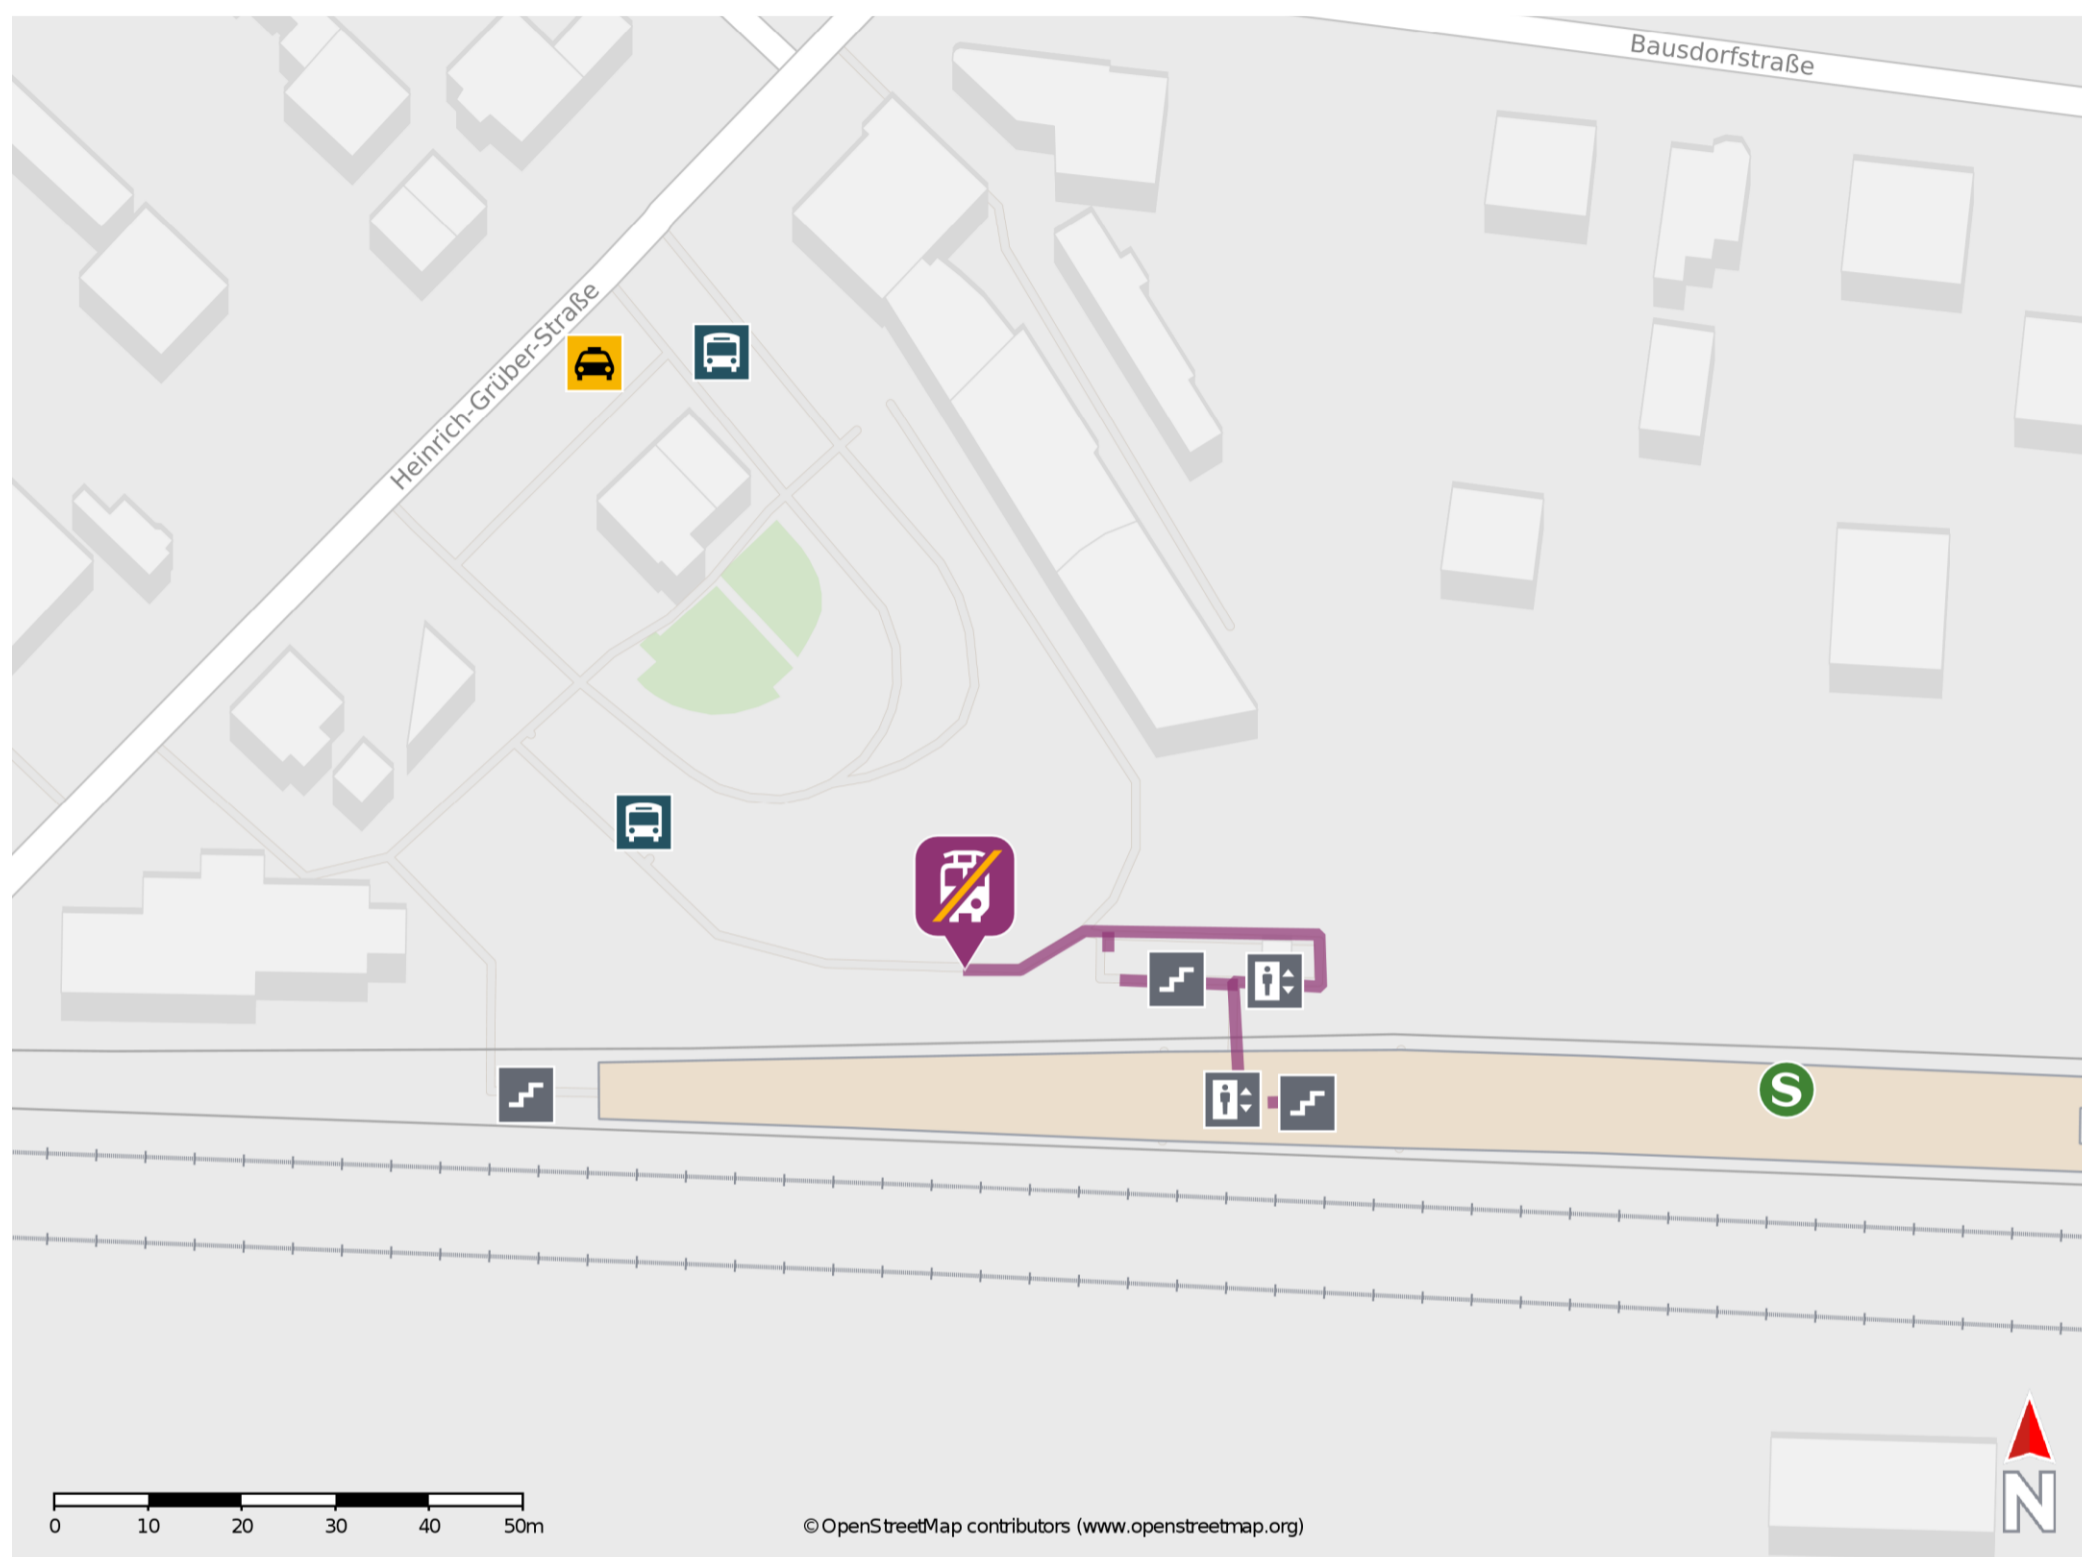 Bausdorfstraße
Heinrich-Grüber-Straße
S
N
0 10 20 30 40 50m
© OpenStreetMap contributors (www.openstreetmap.org)